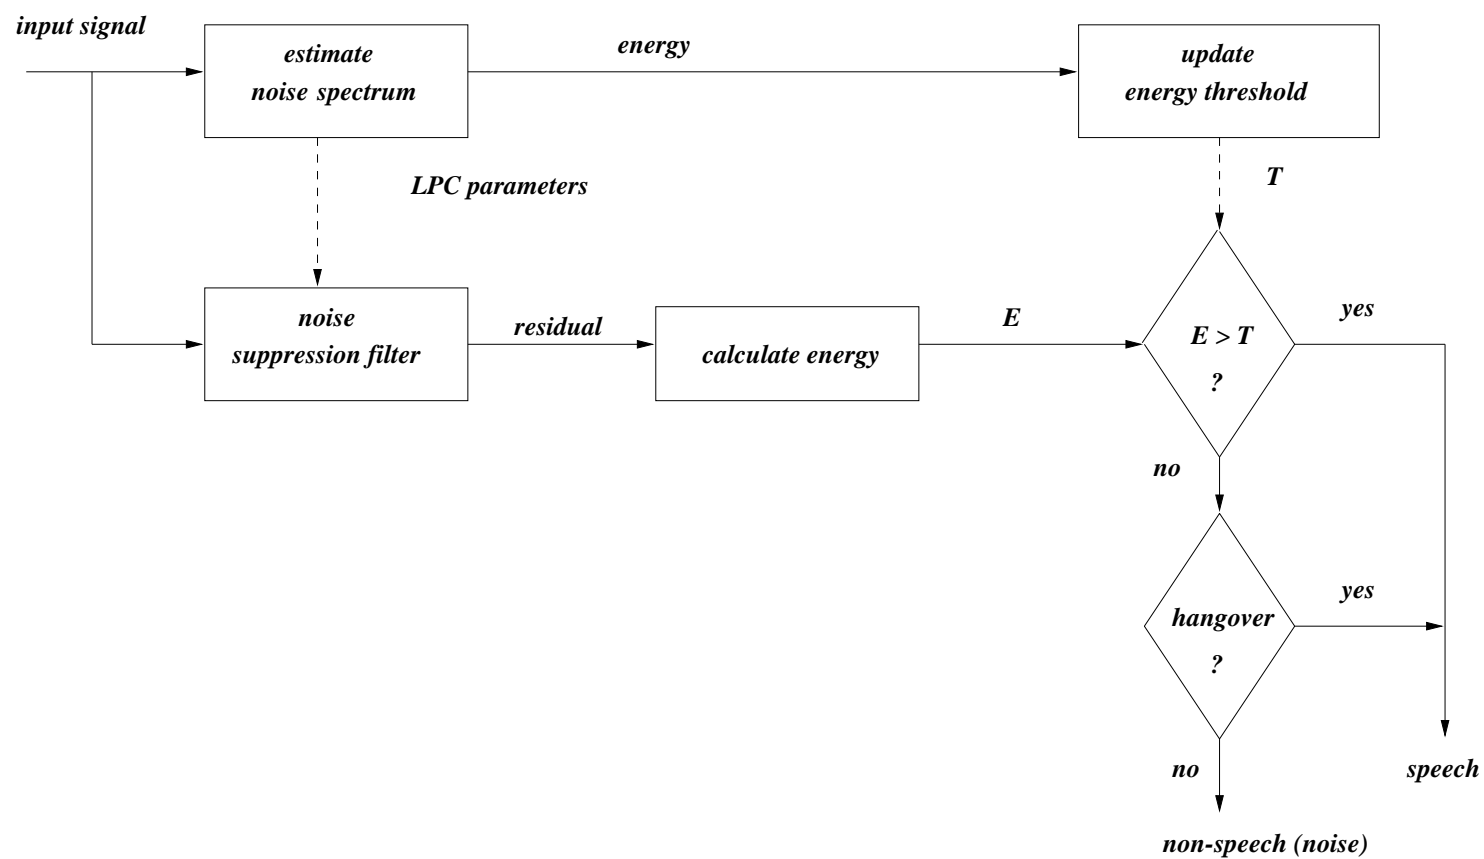 input signal
estimate
noise spectrum
energy
update
energy threshold
LPC parameters
T
noise
suppression filter
residual
calculate energy
E
E > T
?
yes
no
hangover
?
yes
no
speech
non-speech (noise)